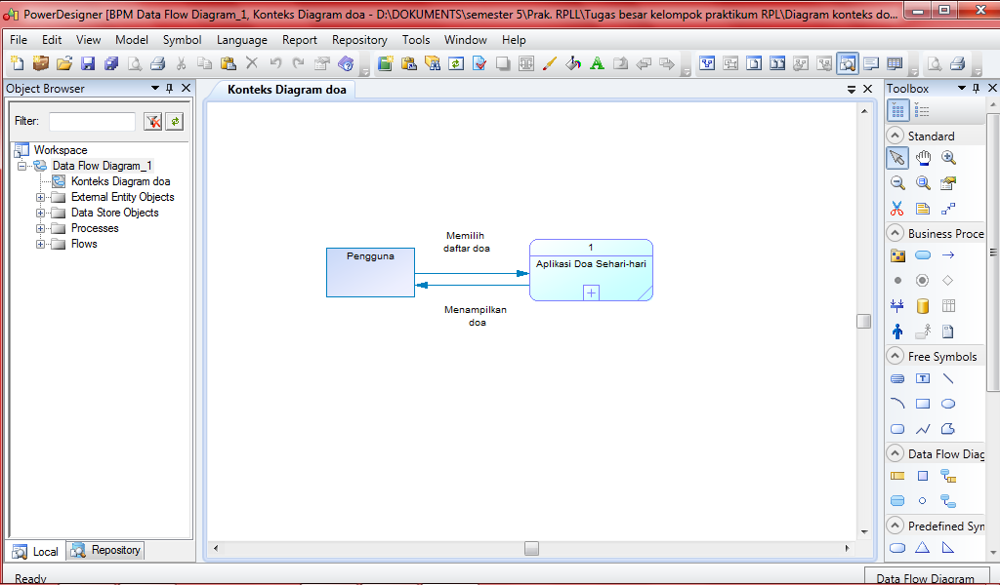 PowerDesigner [BPM Data Flow Diagram_1, Konteks Diagram doa - D:\DOKUMENTS\semester 5\Prak. RPLL\Tugas besar kelompok praktikum RPL\Diagram konteks do...
File Edit View Model Symbol Language Report Repository Tools Window Help
Object Browser
Filter:
Workspace
Data Flow Diagram_1
Konteks Diagram doa
External Entity Objects
Data Store Objects
Processes
Flows
Local
Repository
Konteks Diagram doa
Pengguna
Memilih
daftar doa
Menampilkan
doa
1
Aplikasi Doa Sehari-hari
Toolbox
Standard
Business Proce
Free Symbols
Data Flow Diag
Predefined Sym
Ready
Data Flow Diagram